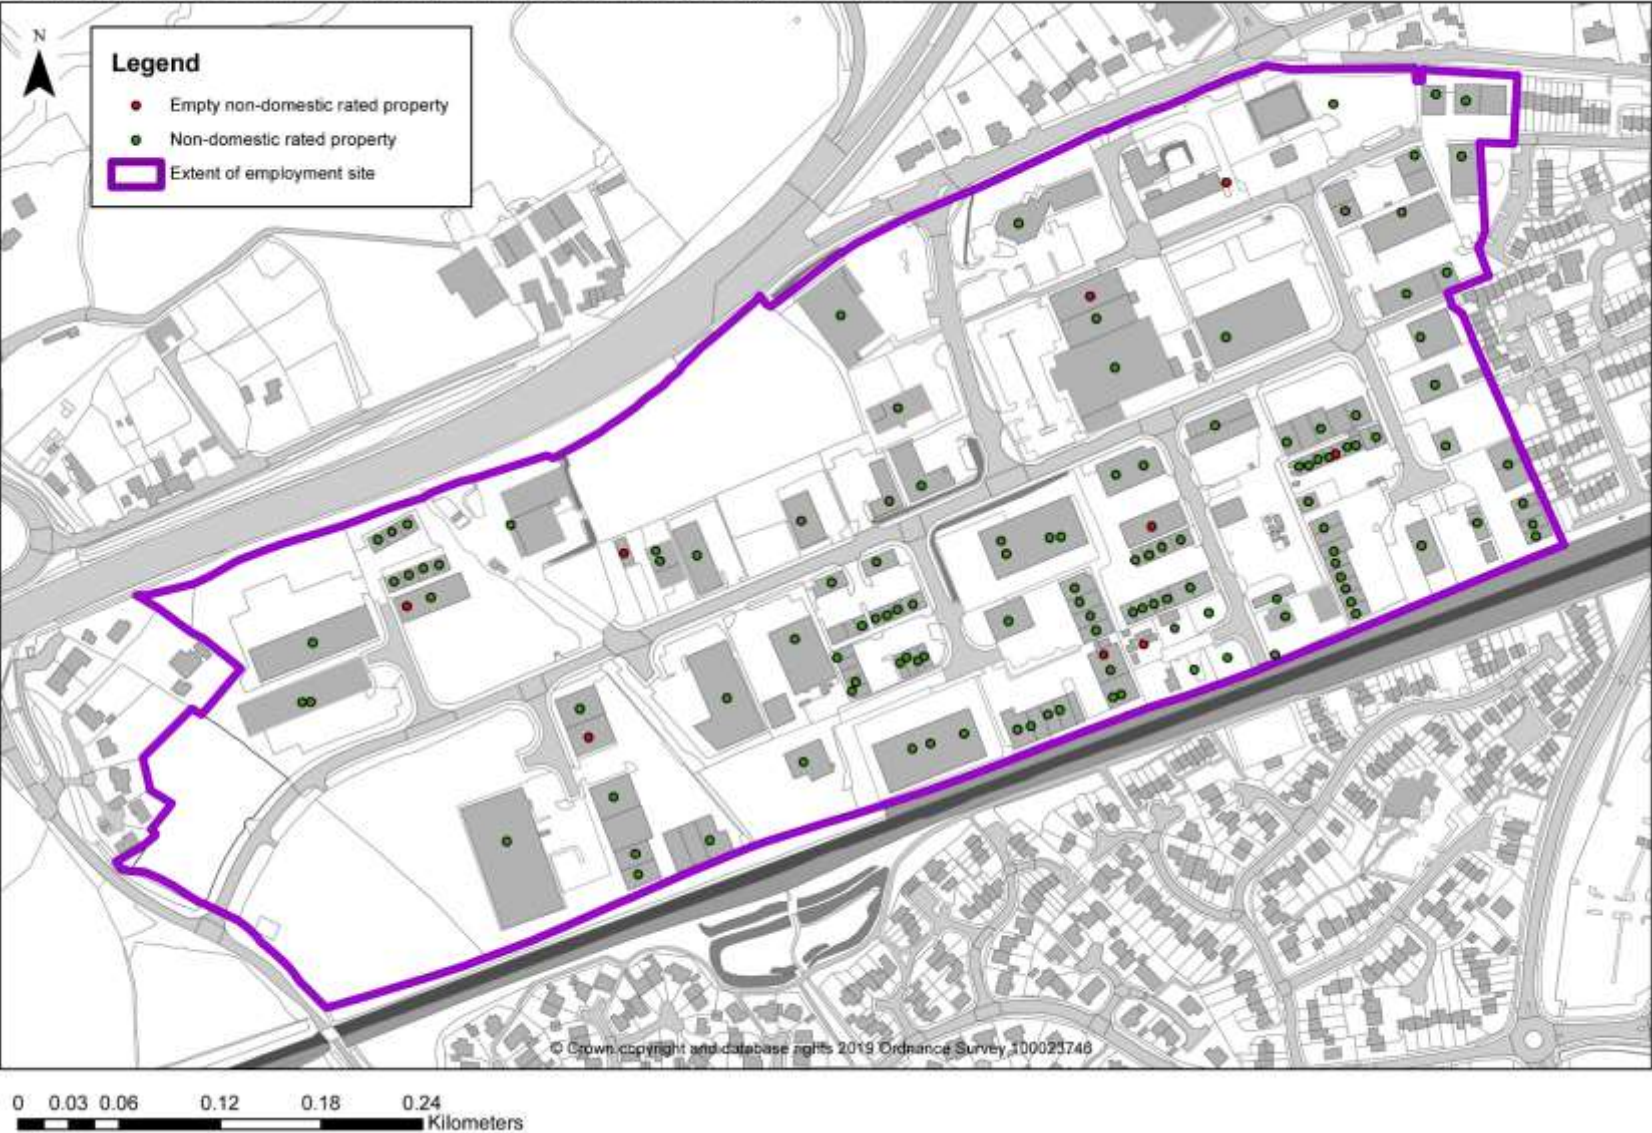 N
Legend
Empty non-domestic rated property
Non-domestic rated property
Extent of employment site
© Crown copyright and database rights 2019 Ordnance Survey 100023746
0 0.03 0.06 0.12 0.18 0.24
Kilometers